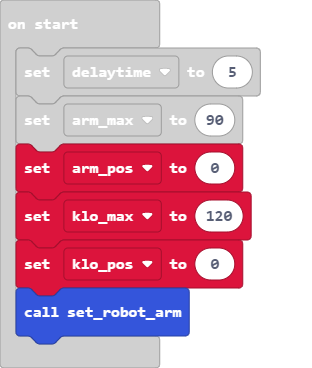 on start
set delaytime to 5
set arm_max to 90
set arm_pos to 0
set klo_max to 120
set klo_pos to 0
call set_robot_arm